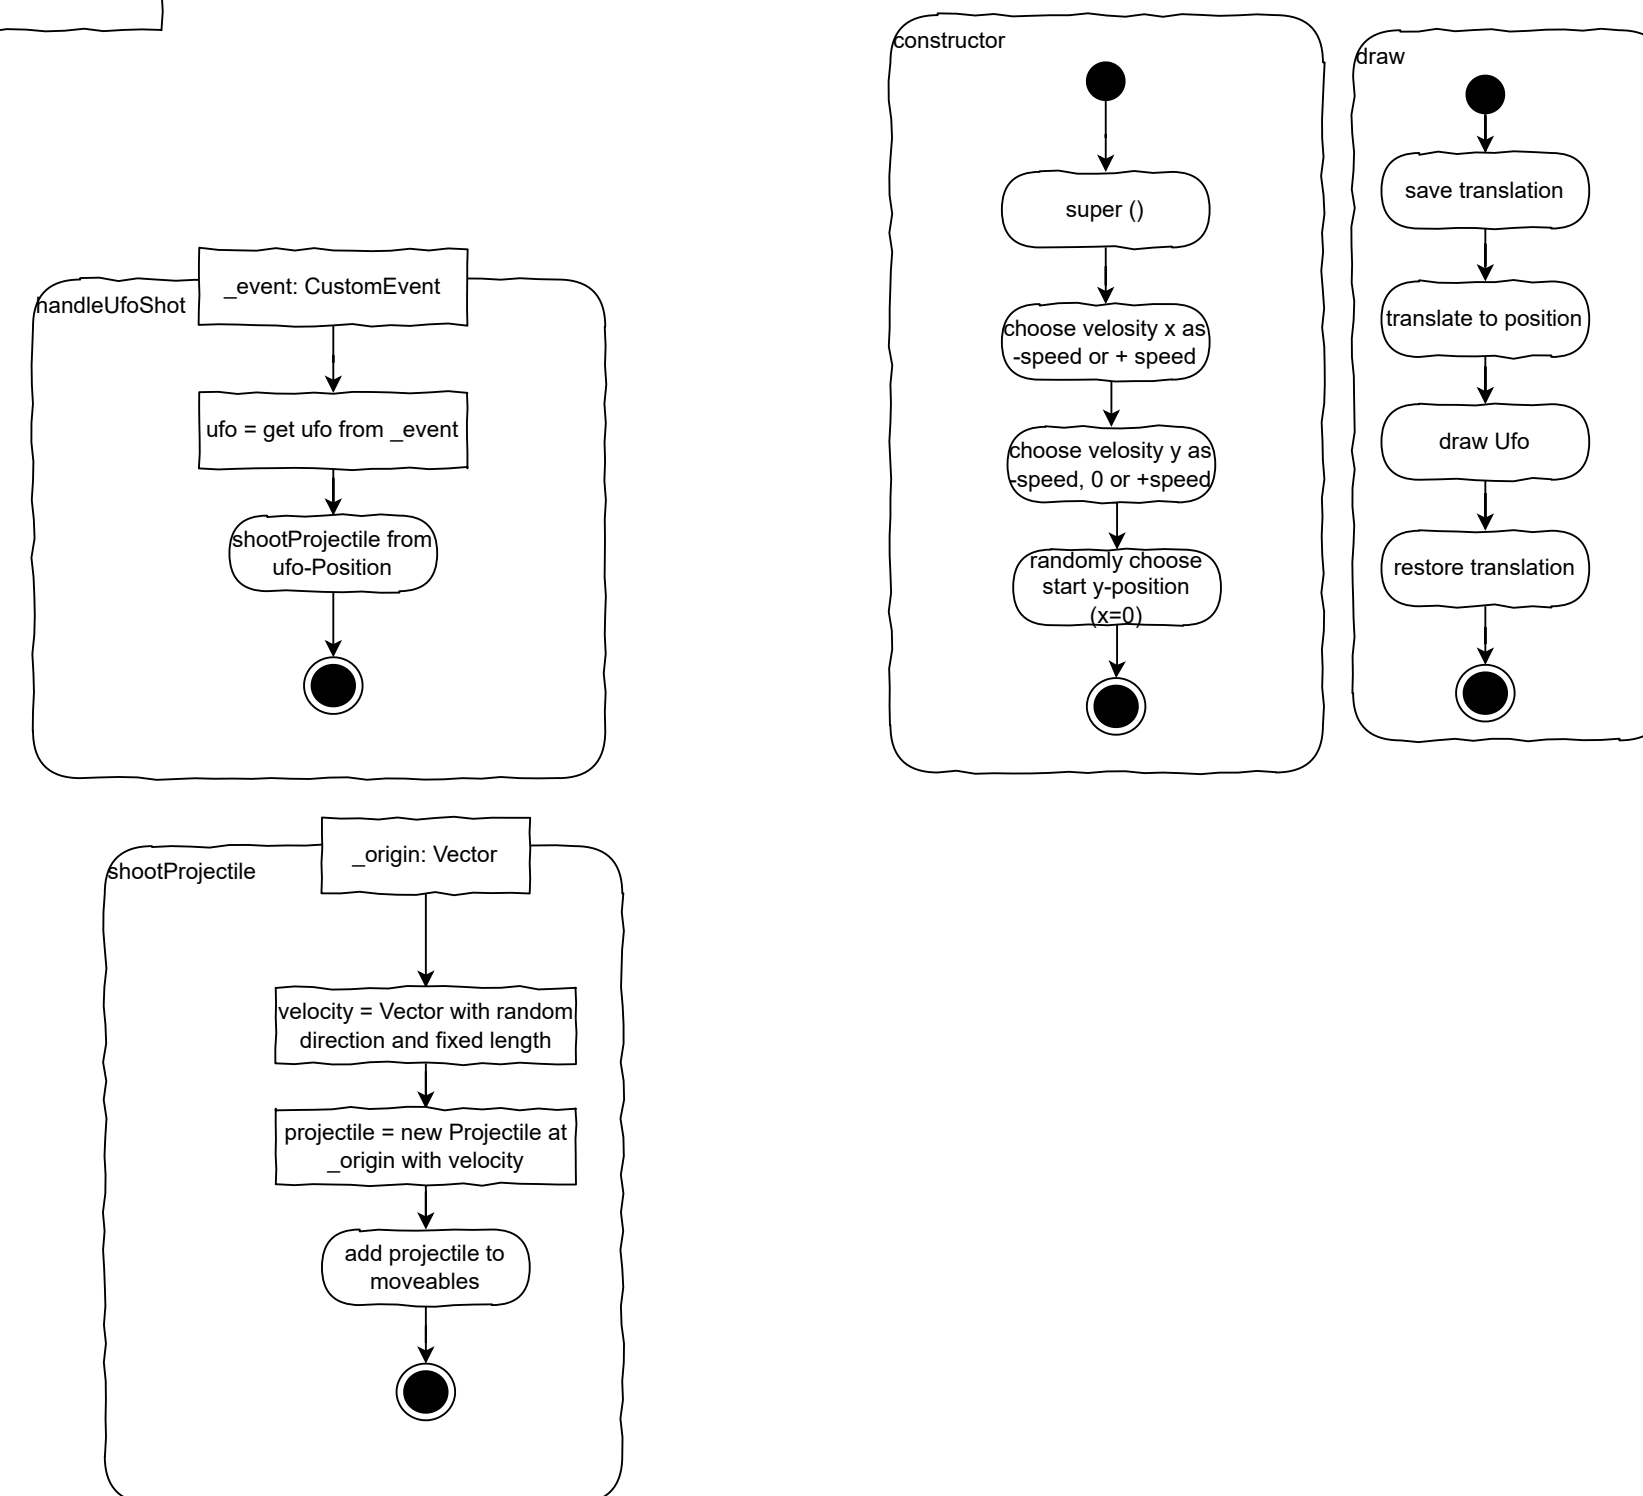 constructor
super ()
choose velosity x as
-speed or + speed
choose velosity y as
-speed, 0 or +speed
randomly choose
start y-position
(x=0)
draw
save translation
translate to position
draw Ufo
restore translation
handleUfoShot
_event: CustomEvent
ufo = get ufo from _event
shootProjectile from
ufo-Position
shootProjectile
_origin: Vector
velocity = Vector with random
direction and fixed length
projectile = new Projectile at
_origin with velocity
add projectile to
moveables